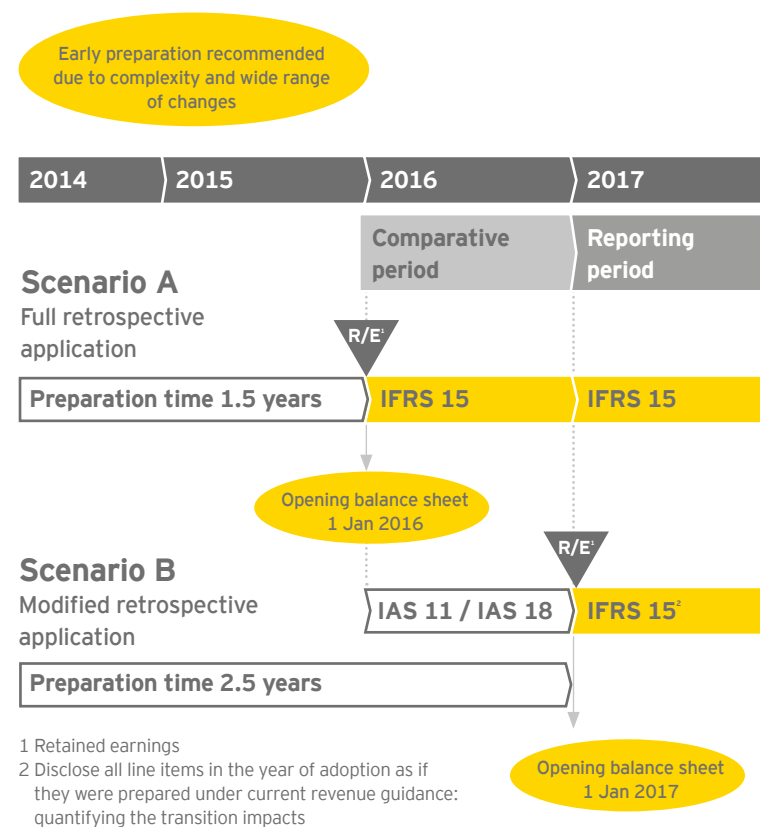 Early preparation recommended
due to complexity and wide range
of changes
2014 2015 2016 2017
Comparative
period
Reporting
period
Scenario A
Full retrospective
application
R/E¹
Preparation time 1.5 years IFRS 15 IFRS 15
Opening balance sheet
1 Jan 2016
R/E¹
Scenario B
Modified retrospective
application
IAS 11 / IAS 18 IFRS 15²
Preparation time 2.5 years
1 Retained earnings
2 Disclose all line items in the year of adoption as if
they were prepared under current revenue guidance:
quantifying the transition impacts
Opening balance sheet
1 Jan 2017